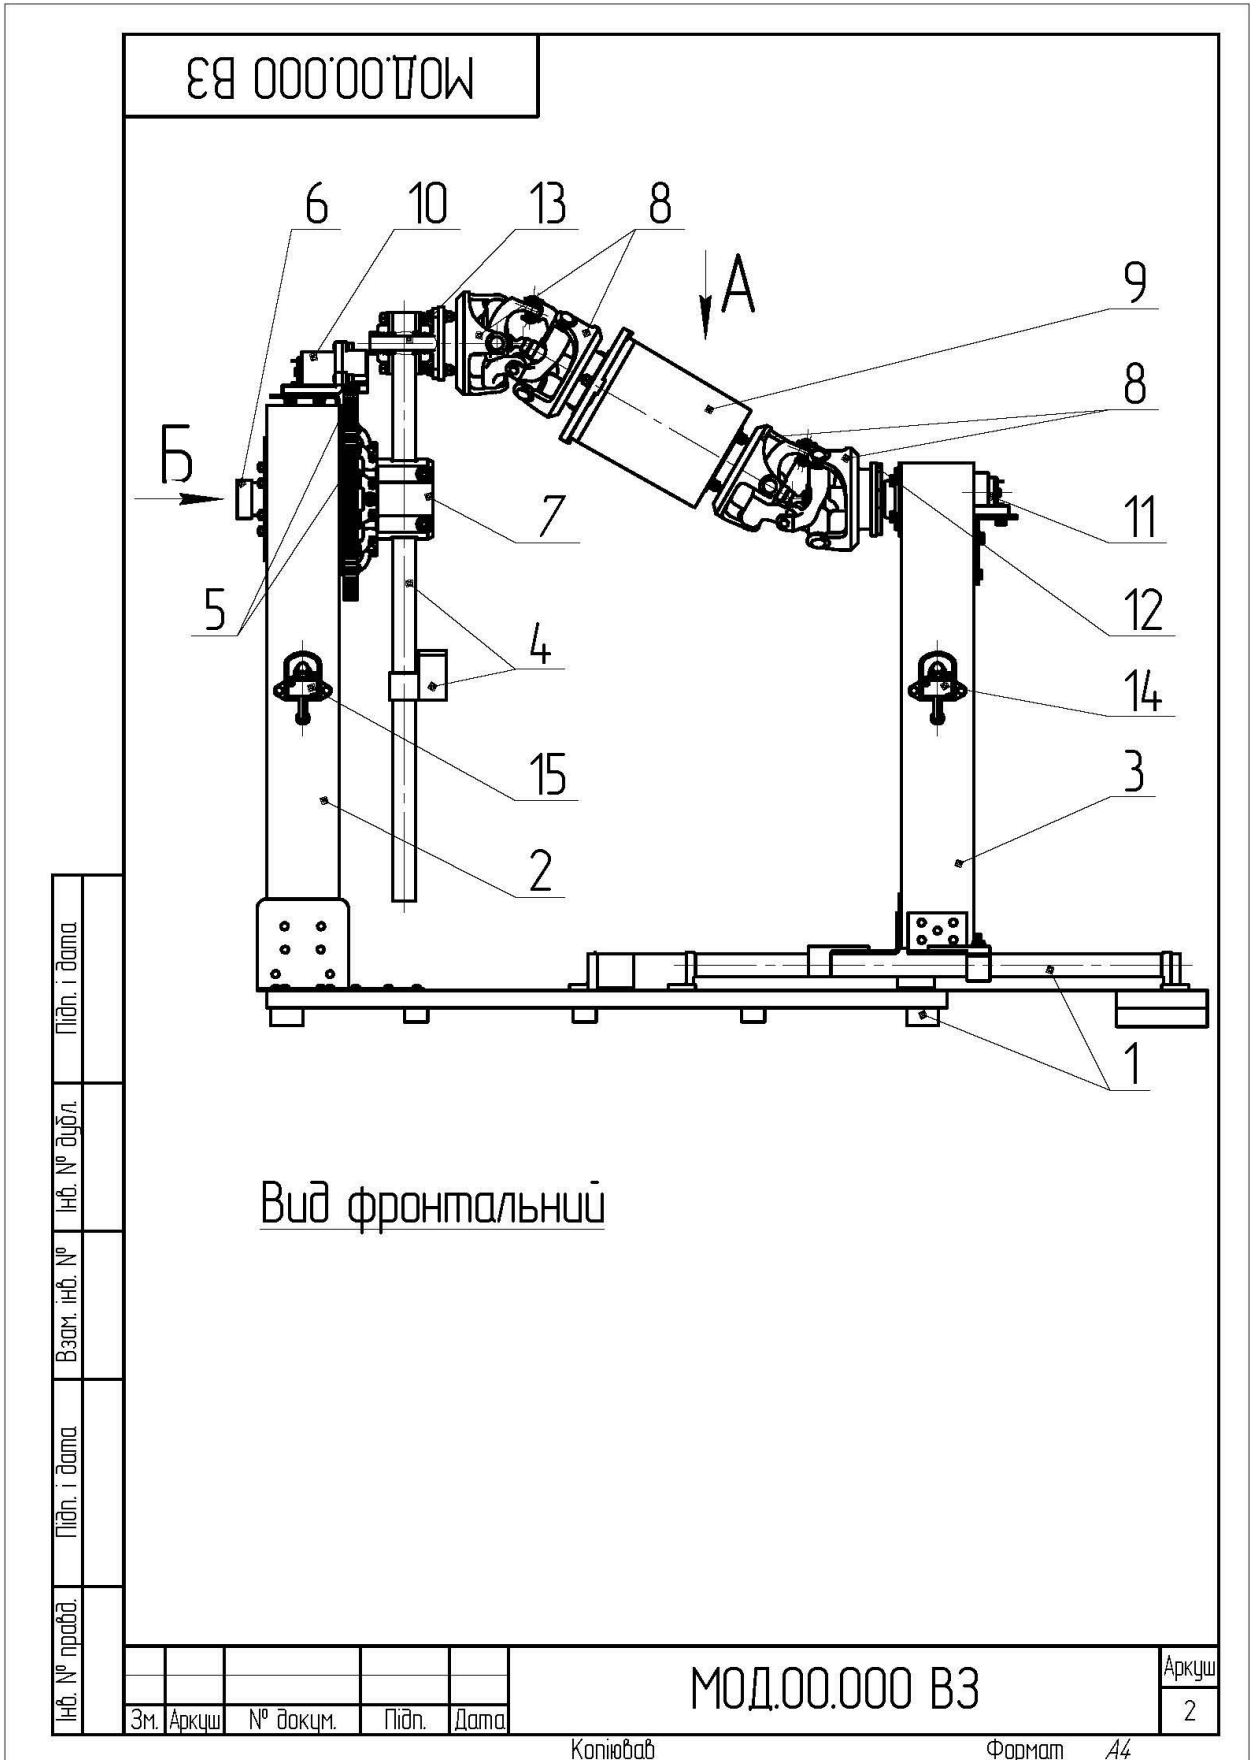 МОД.00.000 ВЗ
6
10
13
8
А
9
8
Б
7
11
5
4
12
14
15
3
2
1
Вид фронтальний
Підп. і дата
Інв. № дубл.
Взам. інв. №
Підп. і дата
Інв. № правд.
МОД.00.000 ВЗ
Аркуш
2
Зм.
Аркуш
№ докум.
Підп.
Дата
Копіював
Формат А4